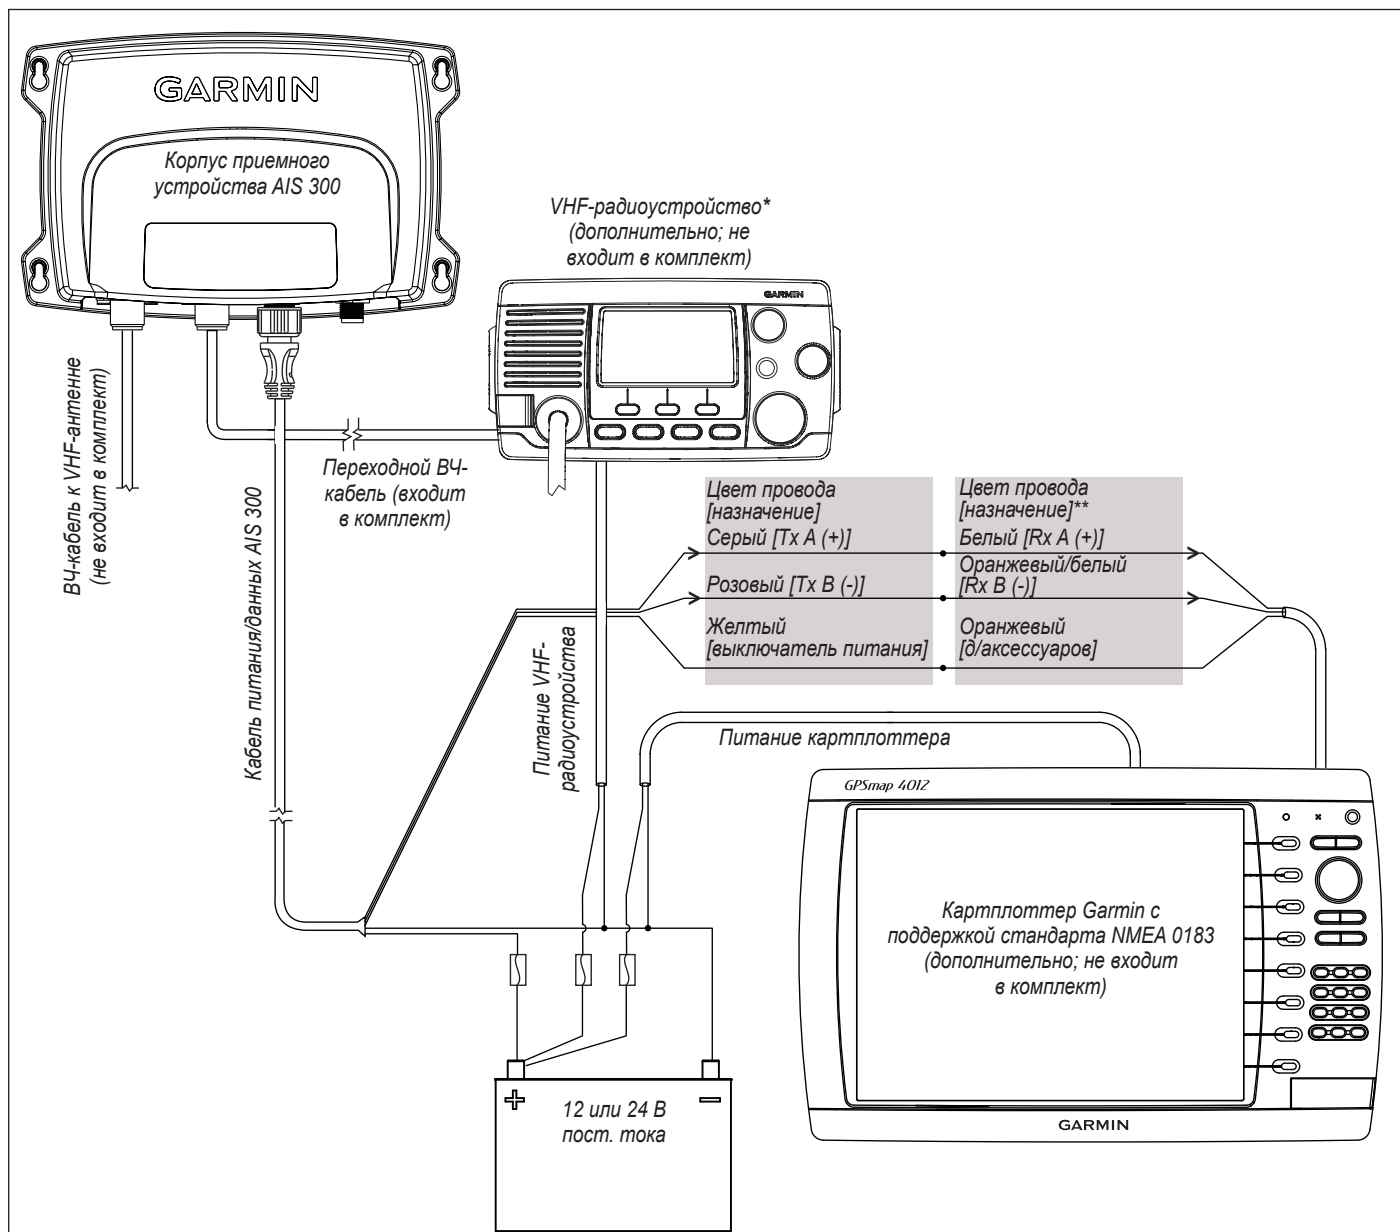 GARMIN
Корпус приемного
устройства AIS 300
VHF-радиоустройство*
(дополнительно; не
входит в комплект)
GARMIN
ВЧ-кабель к VHF-антенне
(не входит в комплект)
Кабель питания/данных AIS 300
Переходной ВЧ-
кабель (входит
в комплект)
Цвет провода
[назначение]
Серый [Tx A (+)]
Розовый [Tx B (-)]
Желтый
[выключатель питания]
Цвет провода
[назначение]**
Белый [Rx A (+)]
Оранжевый/белый
[Rx B (-)]
Оранжевый
[д/аксессуаров]
Питание VHF-
радиоустройства
Питание картплоттера
GPSmap 4012
Картплоттер Garmin с
поддержкой стандарта NMEA 0183
(дополнительно; не входит
в комплект)
GARMIN
+
–
12 или 24 В
пост. тока